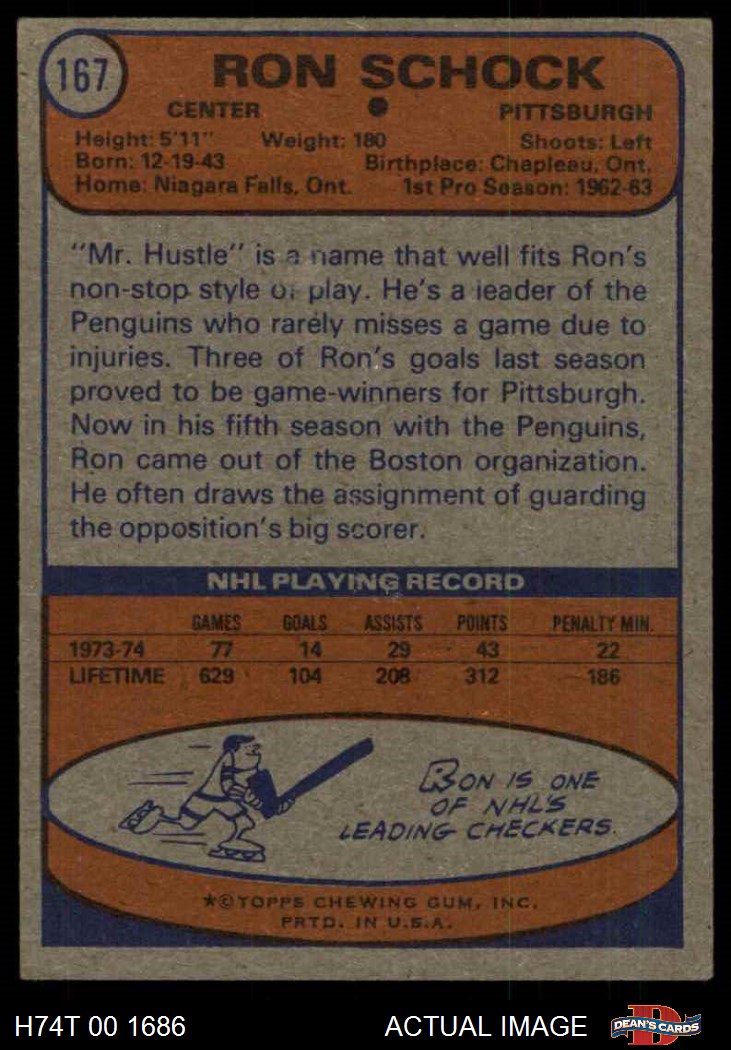 167
RON SCHOCK
CENTER ● PITTSBURGH
Height: 5'11" Weight: 180 Shoots: Left
Born: 12-19-43 Birthplace: Chapleau, Ont.
Home: Niagara Falls, Ont. 1st Pro Season: 1962-63
"Mr. Hustle" is a name that well fits Ron's
non-stop style of play. He's a leader of the
Penguins who rarely misses a game due to
injuries. Three of Ron's goals last season
proved to be game-winners for Pittsburgh.
Now in his fifth season with the Penguins,
Ron came out of the Boston organization.
He often draws the assignment of guarding
the opposition's big scorer.
NHL PLAYING RECORD
GAMES GOALS ASSISTS POINTS PENALTY MIN.
1973-74 77 14 29 43 22
LIFETIME 629 104 208 312 186
RON IS ONE
OF NHL'S
LEADING CHECKERS.
★©TOPPS CHEWING GUM, INC.
PRTD. IN U.S.A.
H74T 00 1686 ACTUAL IMAGE D DEAN'S CARDS